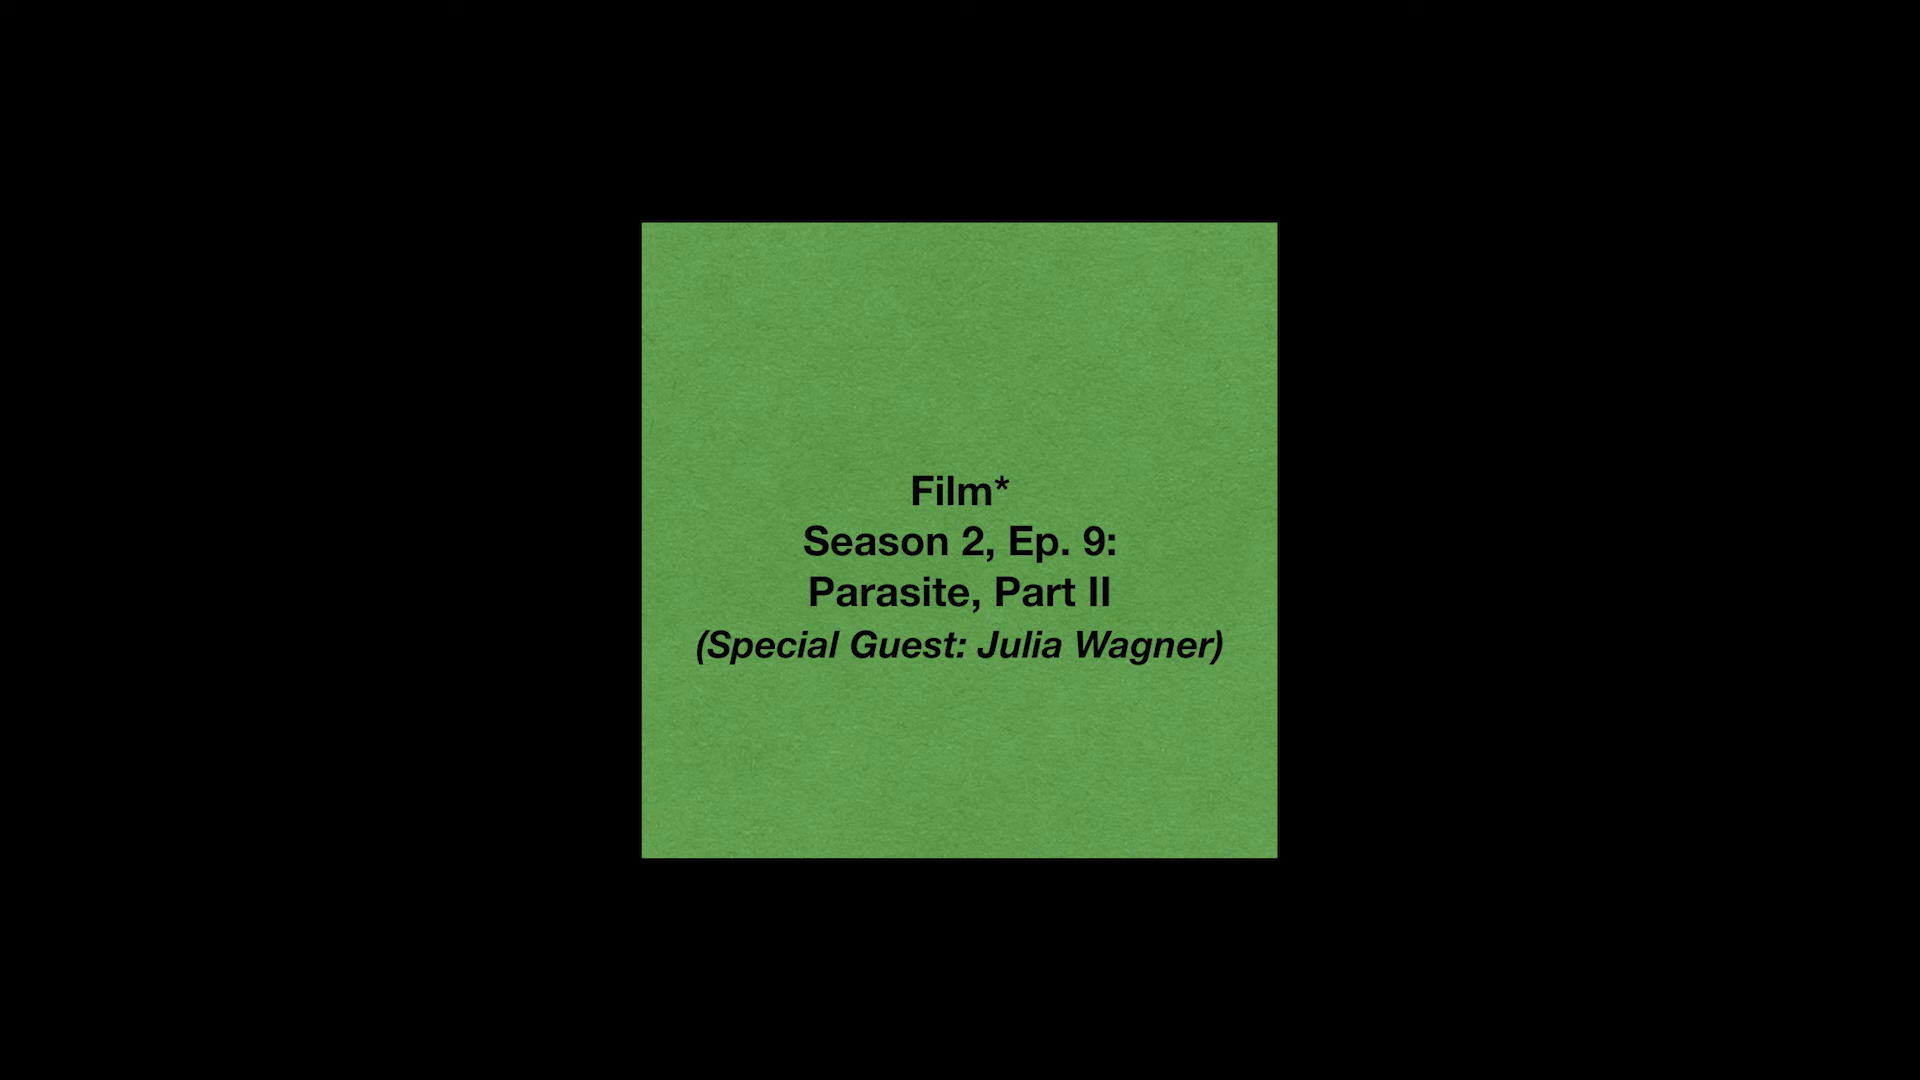 Film*
Season 2, Ep. 9:
Parasite, Part II
(Special Guest: Julia Wagner)